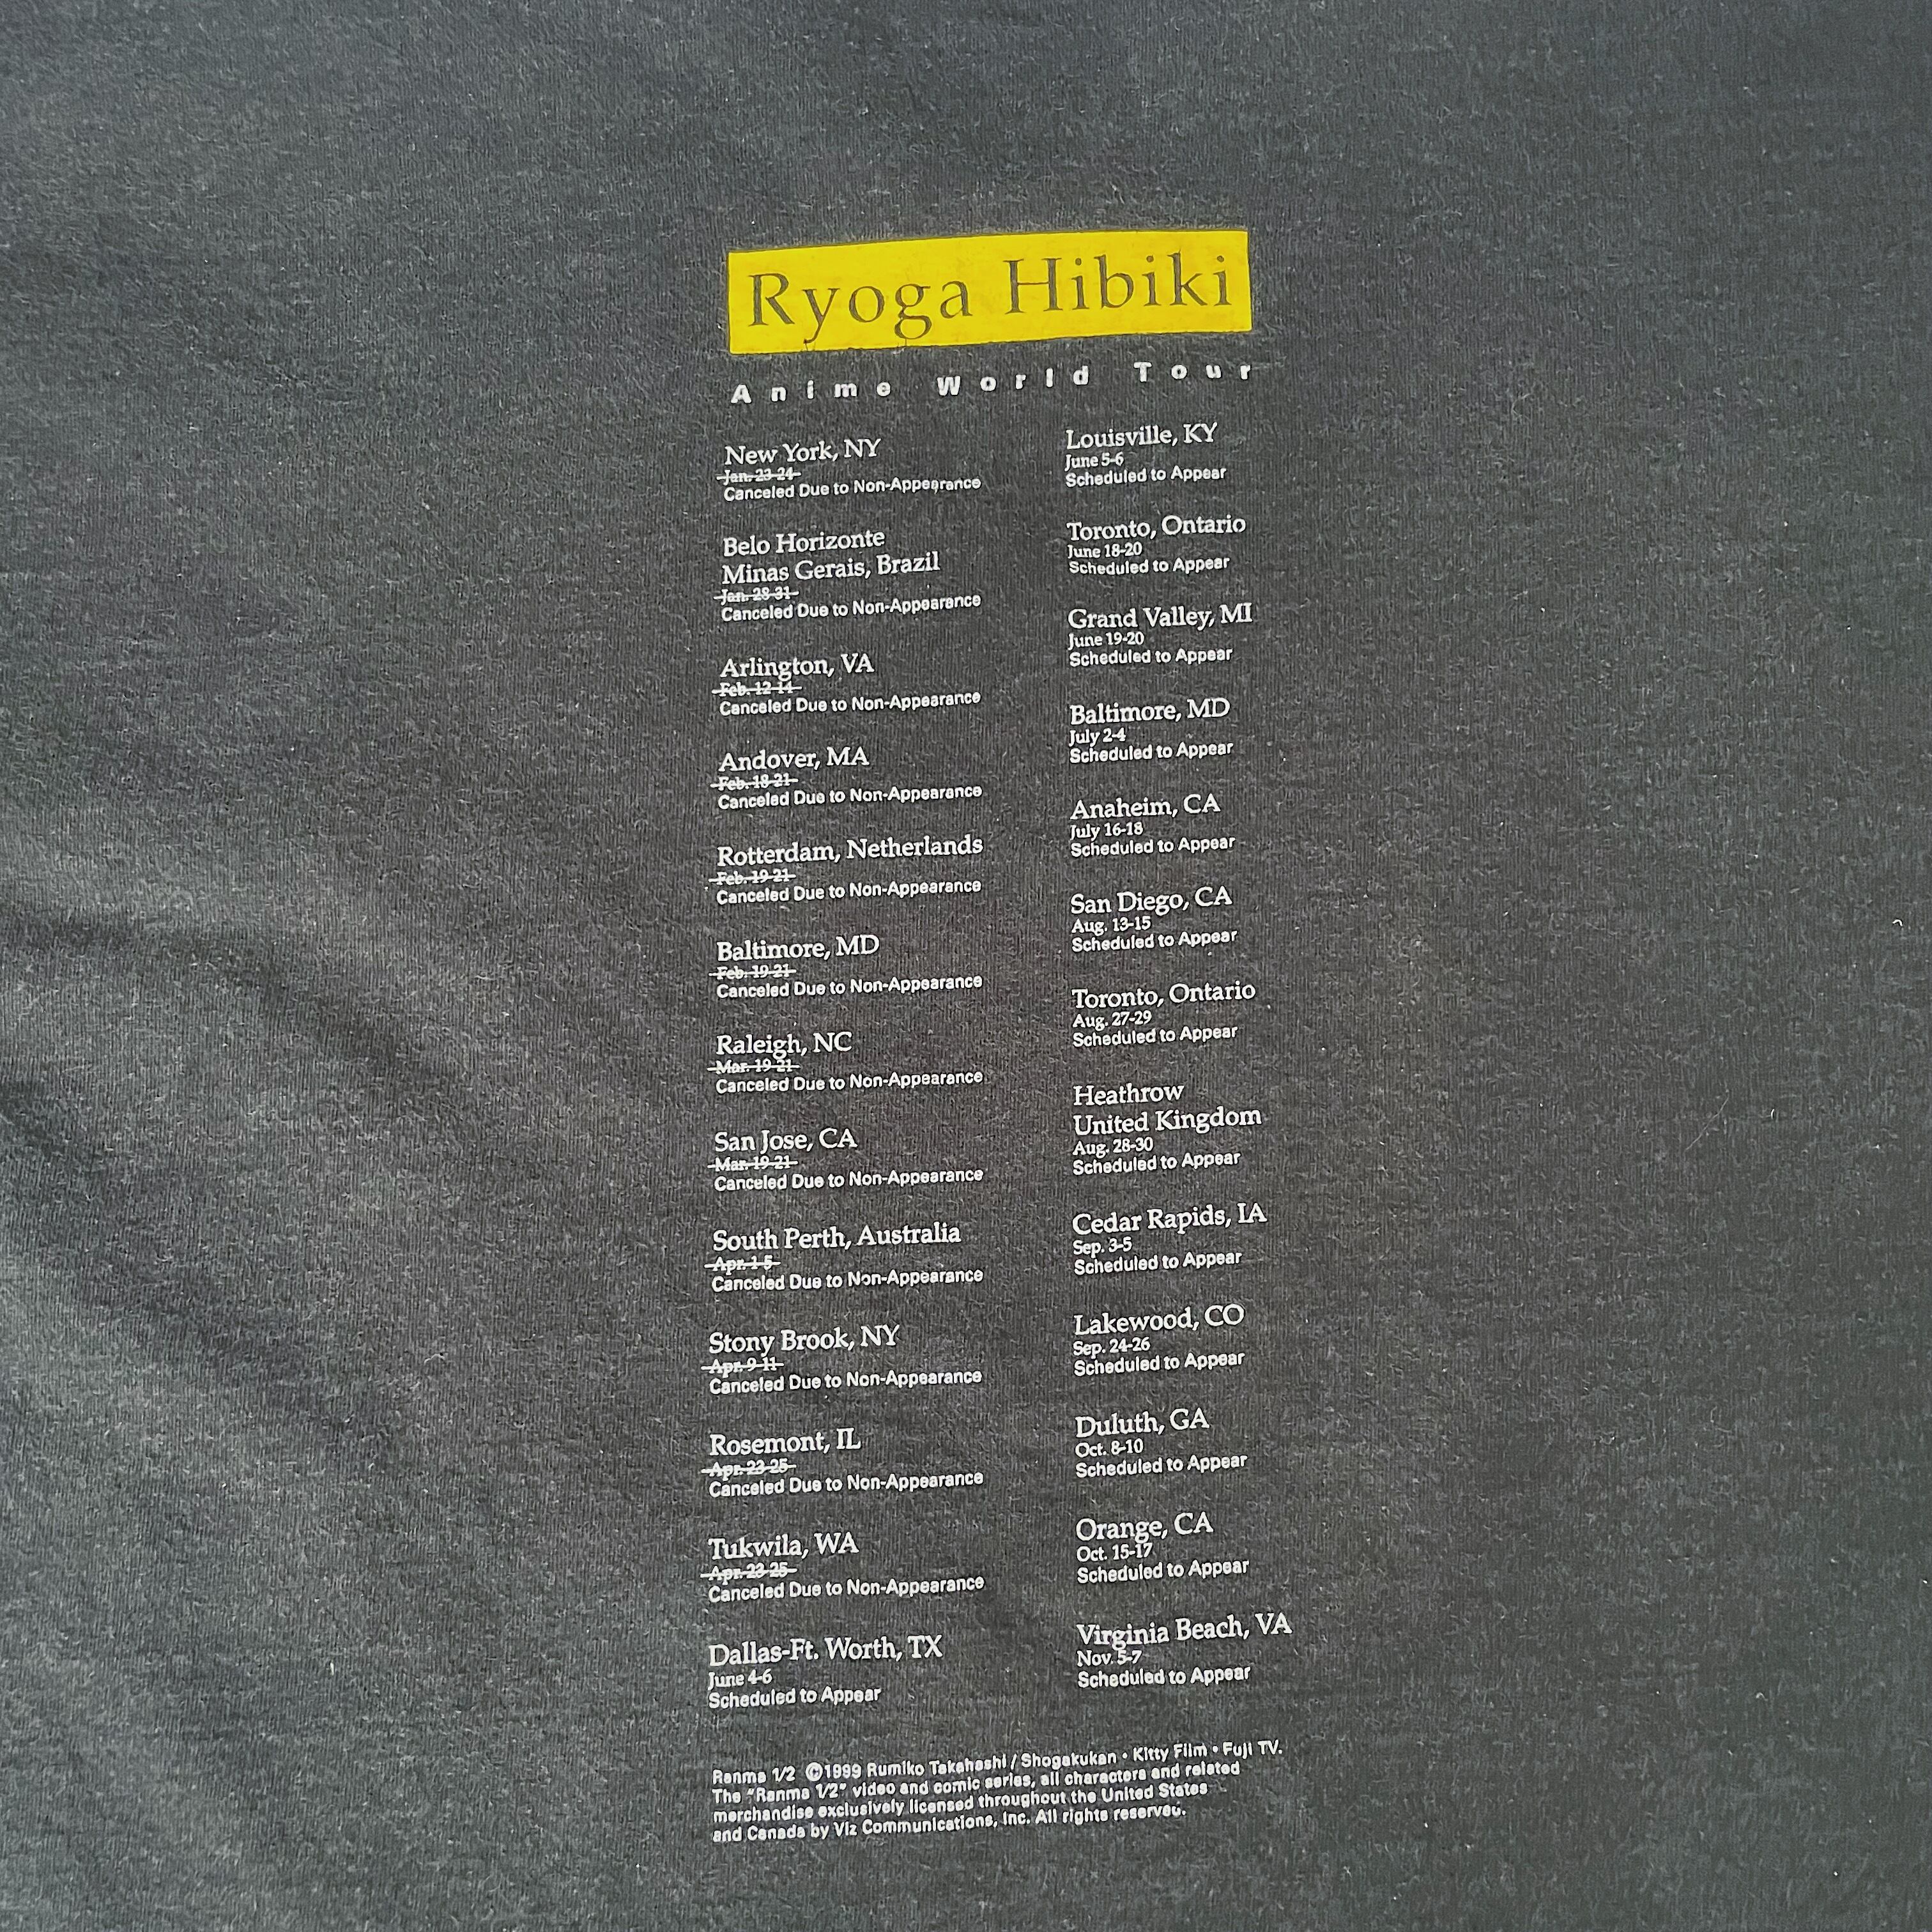 Ryoga Hibiki
Anime World Tour
New York, NY
Jan. 23-24
Canceled Due to Non-Appearance
Belo Horizonte
Minas Gerais, Brazil
Jan. 28-31
Canceled Due to Non-Appearance
Arlington, VA
Feb. 12-14
Canceled Due to Non-Appearance
Andover, MA
Feb. 18-21
Canceled Due to Non-Appearance
Rotterdam, Netherlands
Feb. 19-21
Canceled Due to Non-Appearance
Baltimore, MD
Feb. 19-21
Canceled Due to Non-Appearance
Raleigh, NC
Mar. 19-21
Canceled Due to Non-Appearance
San Jose, CA
Mar. 19-21
Canceled Due to Non-Appearance
South Perth, Australia
Apr. 1-5
Canceled Due to Non-Appearance
Stony Brook, NY
Apr. 9-11
Canceled Due to Non-Appearance
Rosemont, IL
Apr. 23-25
Canceled Due to Non-Appearance
Tukwila, WA
Apr. 23-25
Canceled Due to Non-Appearance
Dallas-Ft. Worth, TX
June 4-6
Scheduled to Appear
Louisville, KY
June 5-6
Scheduled to Appear
Toronto, Ontario
June 18-20
Scheduled to Appear
Grand Valley, MI
June 19-20
Scheduled to Appear
Baltimore, MD
July 2-4
Scheduled to Appear
Anaheim, CA
July 16-18
Scheduled to Appear
San Diego, CA
Aug. 13-15
Scheduled to Appear
Toronto, Ontario
Aug. 27-29
Scheduled to Appear
Heathrow
United Kingdom
Aug. 28-30
Scheduled to Appear
Cedar Rapids, IA
Sep. 3-5
Scheduled to Appear
Lakewood, CO
Sep. 24-26
Scheduled to Appear
Duluth, GA
Oct. 8-10
Scheduled to Appear
Orange, CA
Oct. 15-17
Scheduled to Appear
Virginia Beach, VA
Nov. 5-7
Scheduled to Appear
Ranma 1/2 ©1999 Rumiko Takahashi / Shogakukan • Kitty Film • Fuji TV.
The "Ranma 1/2" video and comic series, all characters and related
merchandise exclusively licensed throughout the United States
and Canada by Viz Communications, Inc. All rights reserved.